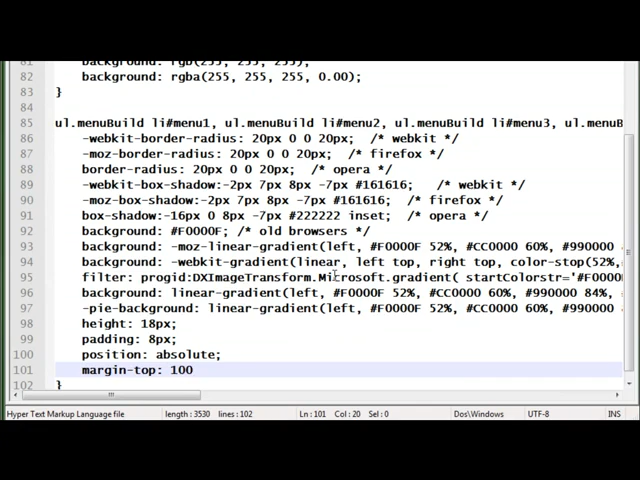 81 background: rgb(255, 255, 255);
82 background: rgba(255, 255, 255, 0.00);
83 }
84
85 ul.menuBuild li#menu1, ul.menuBuild li#menu2, ul.menuBuild li#menu3, ul.menuB
86 -webkit-border-radius: 20px 0 0 20px; /* webkit */
87 -moz-border-radius: 20px 0 0 20px; /* firefox */
88 border-radius: 20px 0 0 20px; /* opera */
89 -webkit-box-shadow:-2px 7px 8px -7px #161616; /* webkit */
90 -moz-box-shadow:-2px 7px 8px -7px #161616; /* firefox */
91 box-shadow:-16px 0 8px -7px #222222 inset; /* opera */
92 background: #F0000F; /* old browsers */
93 background: -moz-linear-gradient(left, #F0000F 52%, #CC0000 60%, #990000
94 background: -webkit-gradient(linear, left top, right top, color-stop(52%,
95 filter: progid:DXImageTransform.Microsoft.gradient( startColorstr='#F0000
96 background: linear-gradient(left, #F0000F 52%, #CC0000 60%, #990000 84%,
97 -pie-background: linear-gradient(left, #F0000F 52%, #CC0000 60%, #990000
98 height: 18px;
99 padding: 8px;
100 position: absolute;
101 margin-top: 100
102 }
Hyper Text Markup Language file length : 3530 lines : 102 Ln : 101 Col : 20 Sel : 0 Dos\Windows UTF-8 INS